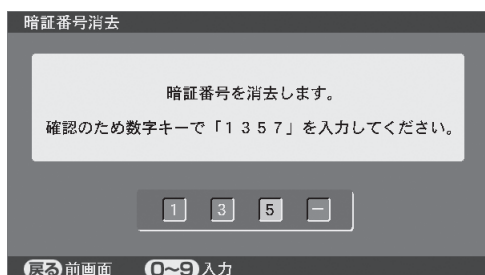 暗証番号消去
暗証番号を消去します。
確認のため数字キーで「１３５７」を入力してください。
1 3 5 −
戻る 前画面 0〜9 入力